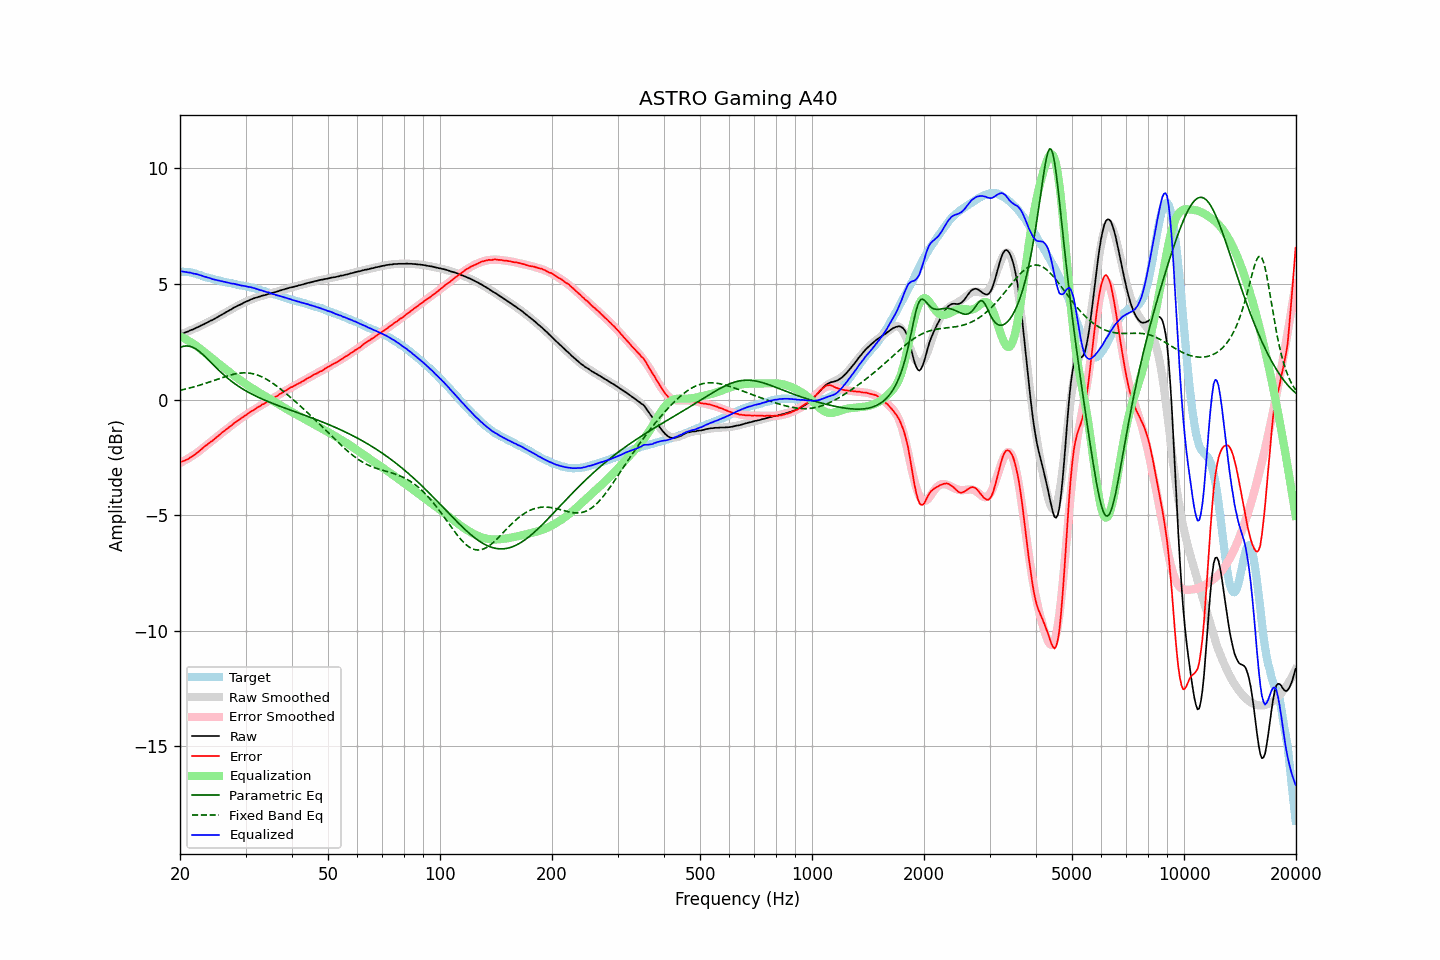 ASTRO Gaming A40
Amplitude (dBr)
10
5
0
−5
−10
−15
Target
Raw Smoothed
Error Smoothed
Raw
Error
Equalization
Parametric Eq
Fixed Band Eq
Equalized
20 50 100 200 500 1000 2000 5000 10000 20000
Frequency (Hz)